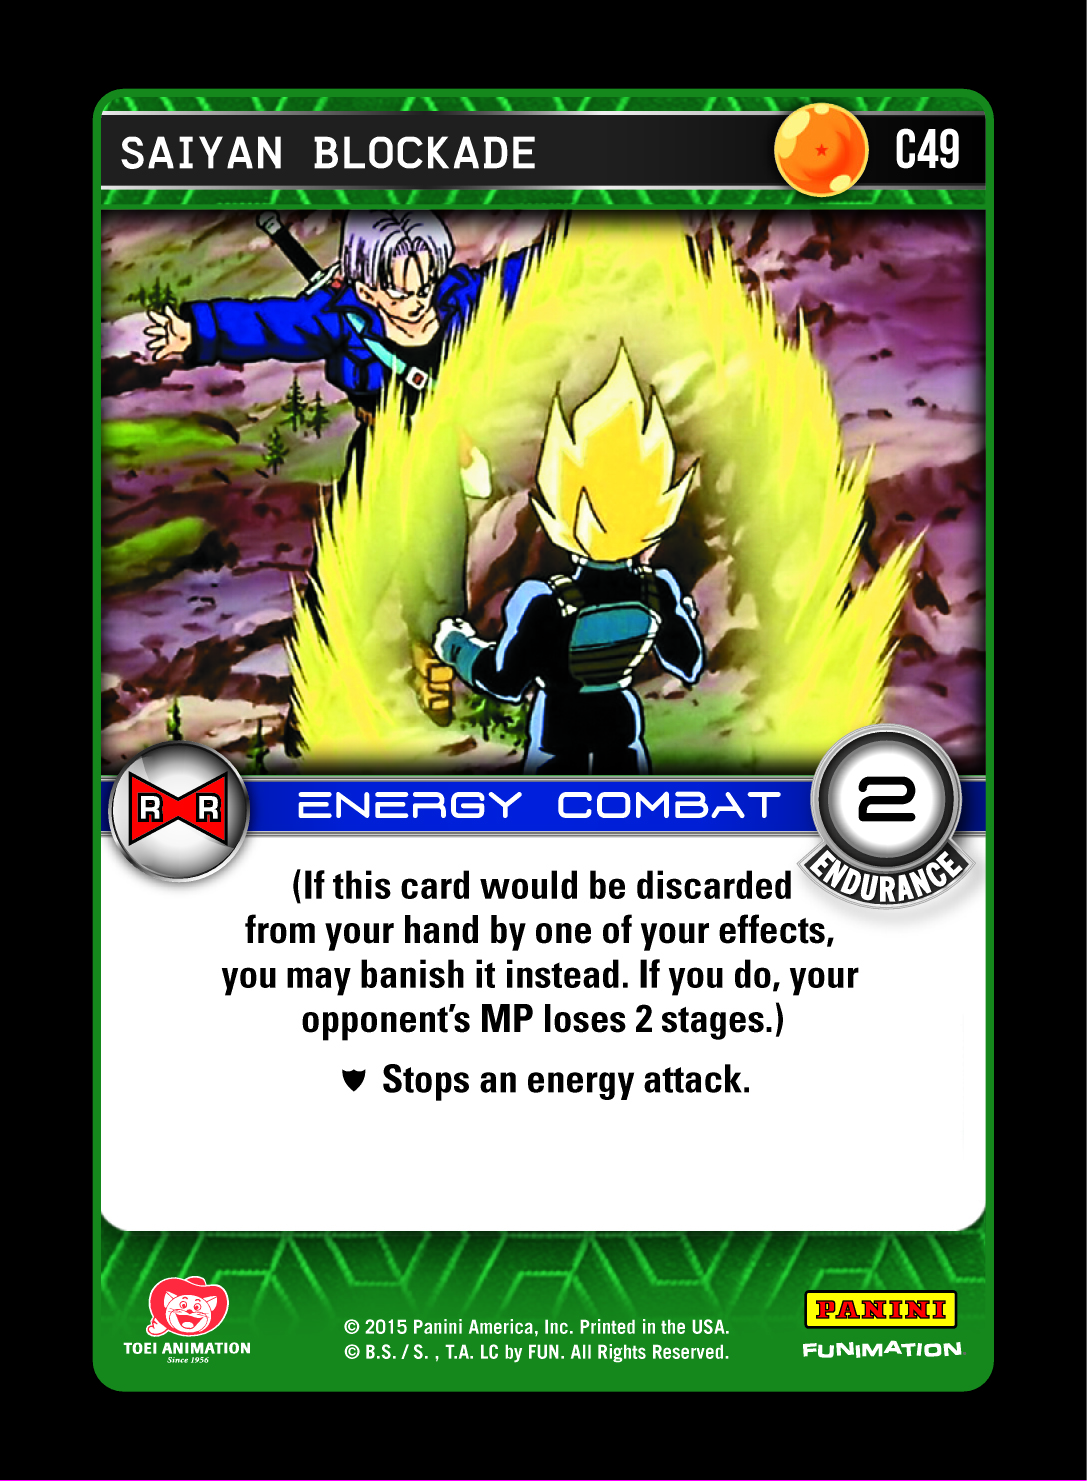 SAIYAN BLOCKADE
C49
R R
ENERGY COMBAT
2
ENDURANCE
(If this card would be discarded
from your hand by one of your effects,
you may banish it instead. If you do, your
opponent's MP loses 2 stages.)
Stops an energy attack.
TOEI ANIMATION
Since 1956
© 2015 Panini America, Inc. Printed in the USA.
© B.S. / S. , T.A. LC by FUN. All Rights Reserved.
PANINI
FUNIMATION